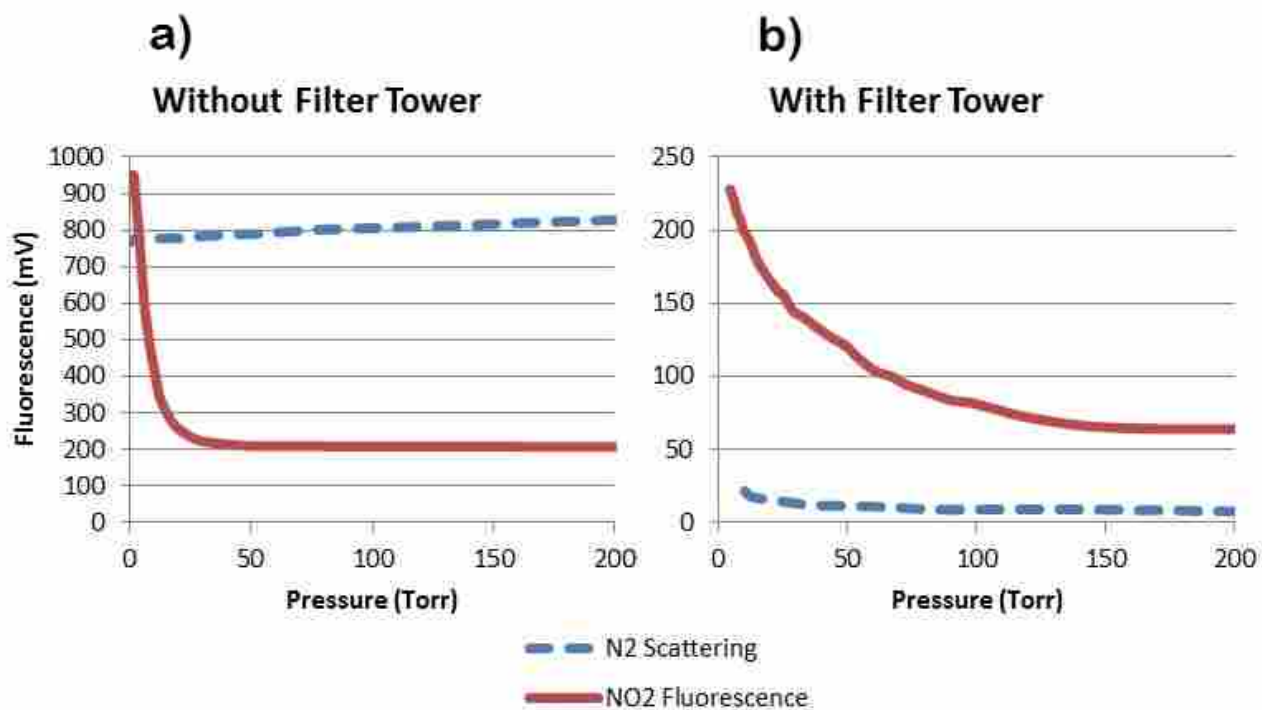 a)
Without Filter Tower
1000
900
800
700
600
500
400
300
200
100
0
Fluorescence (mV)
0 50 100 150 200
Pressure (Torr)
b)
With Filter Tower
250
200
150
100
50
0
0 50 100 150 200
Pressure (Torr)
N2 Scattering
NO2 Fluorescence